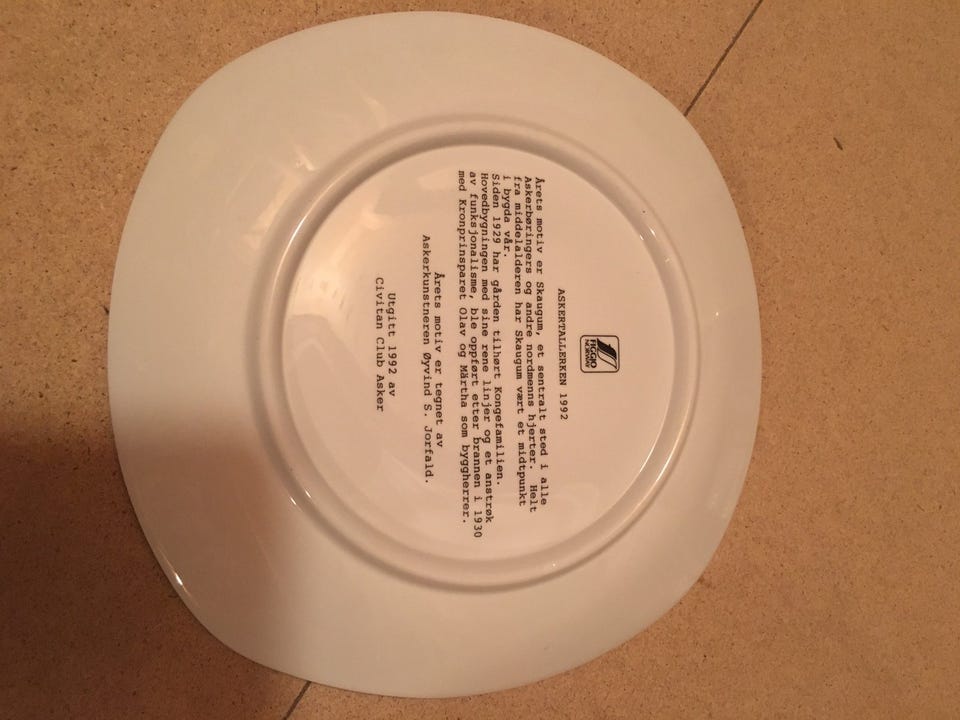 FIGGJO
NORWAY
ASKERTALLERKEN 1992
Årets motiv er Skaugum, et sentralt sted i alle
Askerbøringers og andre nordmenns hjerter. Helt
fra middelalderen har Skaugum vært et midtpunkt
i bygda vår.
Siden 1929 har gården tilhørt Kongefamilien.
Hovedbygningen med sine rene linjer og et anstrøk
av funksjonalisme, ble oppført etter brannen i 1930
med Kronprinsparet Olav og Märtha som byggherrer.
Årets motiv er tegnet av
Askerkunstneren Øyvind S. Jorfald.
Utgitt 1992 av
Civitan Club Asker